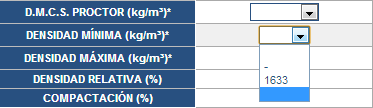 D.M.C.S. PROCTOR (kg/m³)*
DENSIDAD MÍNIMA (kg/m³)*
DENSIDAD MÁXIMA (kg/m³)*
-
1633
DENSIDAD RELATIVA (%)
COMPACTACIÓN (%)